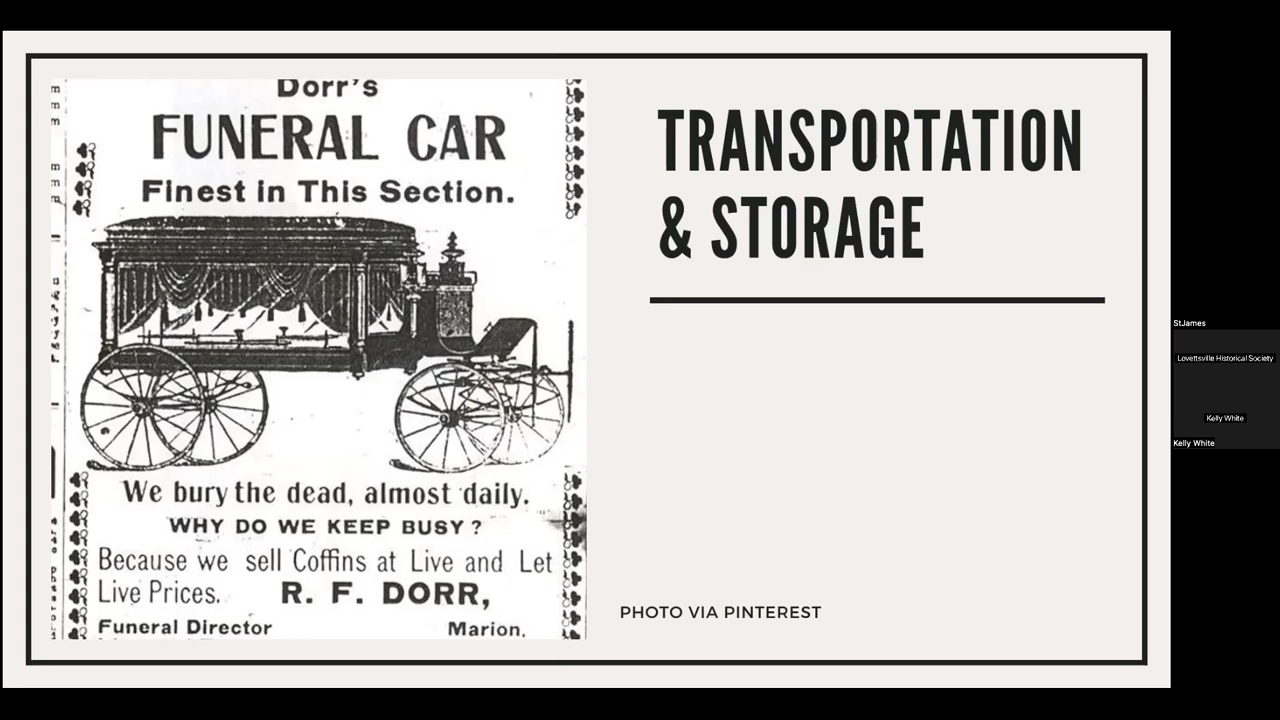 Dorr's
FUNERAL CAR
Finest in This Section.
We bury the dead, almost daily.
WHY DO WE KEEP BUSY?
Because we sell Coffins at Live and Let
Live Prices. R. F. DORR,
Funeral Director Marion,
TRANSPORTATION
& STORAGE
PHOTO VIA PINTEREST
StJames
Lovettsville Historical Society
Kelly White
Kelly White